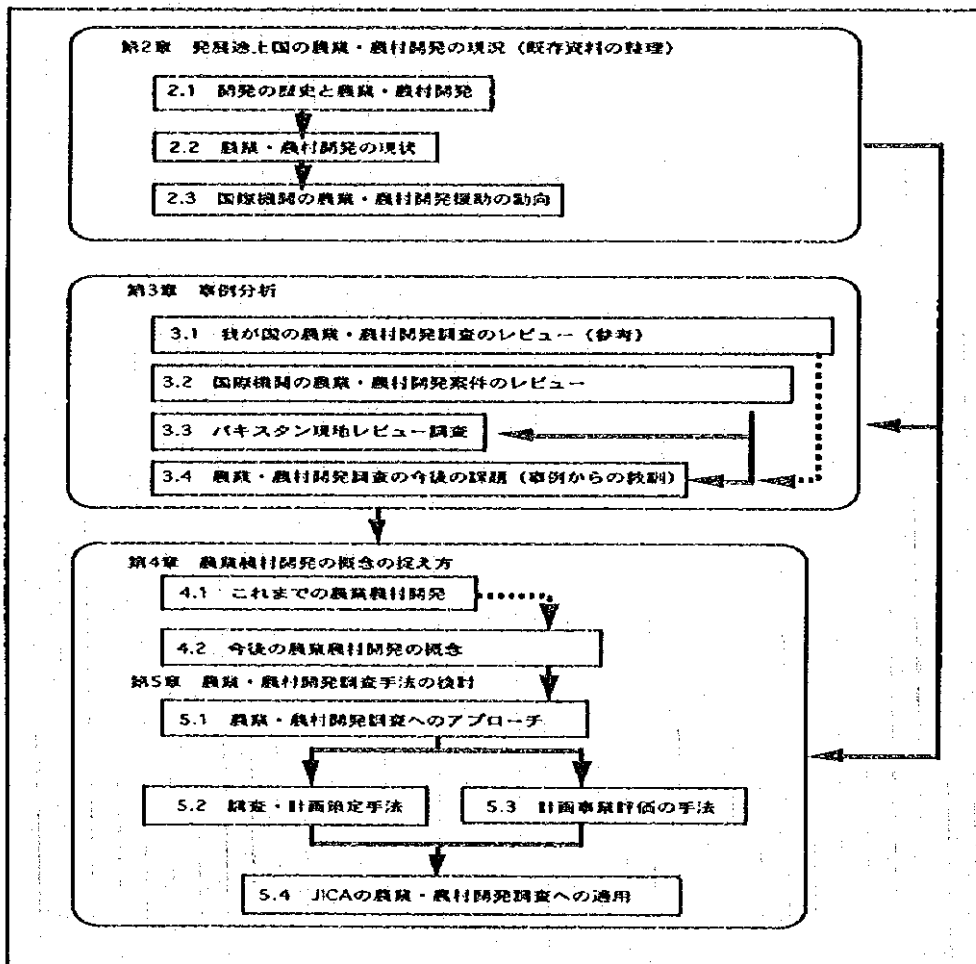 第2章 発展途上国の農業・農村開発の現況（既存資料の整理）
2.1 開発の歴史と農業・農村開発
2.2 農業・農村開発の現状
2.3 国際機関の農業・農村開発援助の動向
第3章 事例分析
3.1 我が国の農業・農村開発調査のレビュー（参考）
3.2 国際機関の農業・農村開発案件のレビュー
3.3 パキスタン現地レビュー調査
3.4 農業・農村開発調査の今後の課題（事例からの教訓）
第4章 農業農村開発の概念の捉え方
4.1 これまでの農業農村開発
4.2 今後の農業農村開発の概念
第5章 農業・農村開発調査手法の検討
5.1 農業・農村開発調査へのアプローチ
5.2 調査・計画策定手法
5.3 計画事業評価の手法
5.4 JICAの農業・農村開発調査への適用